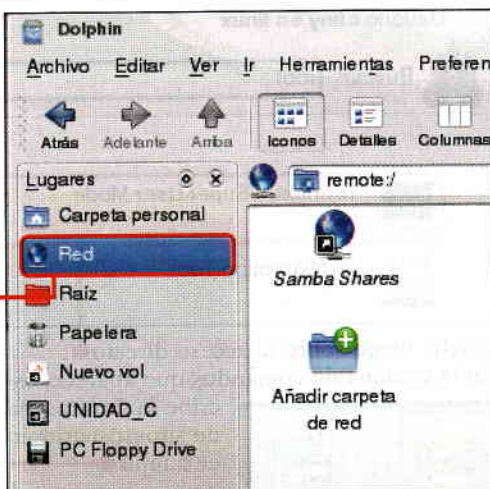 Dolphin
Archivo Editar Ver Ir Herramientas Preferen
Atrás Adelante Arriba Iconos Detalles Columnas
Lugares
remote:/
Carpeta personal
Red
Raíz
Papelera
Nuevo vol
UNIDAD_C
PC Floppy Drive
Samba Shares
Añadir carpeta
de red